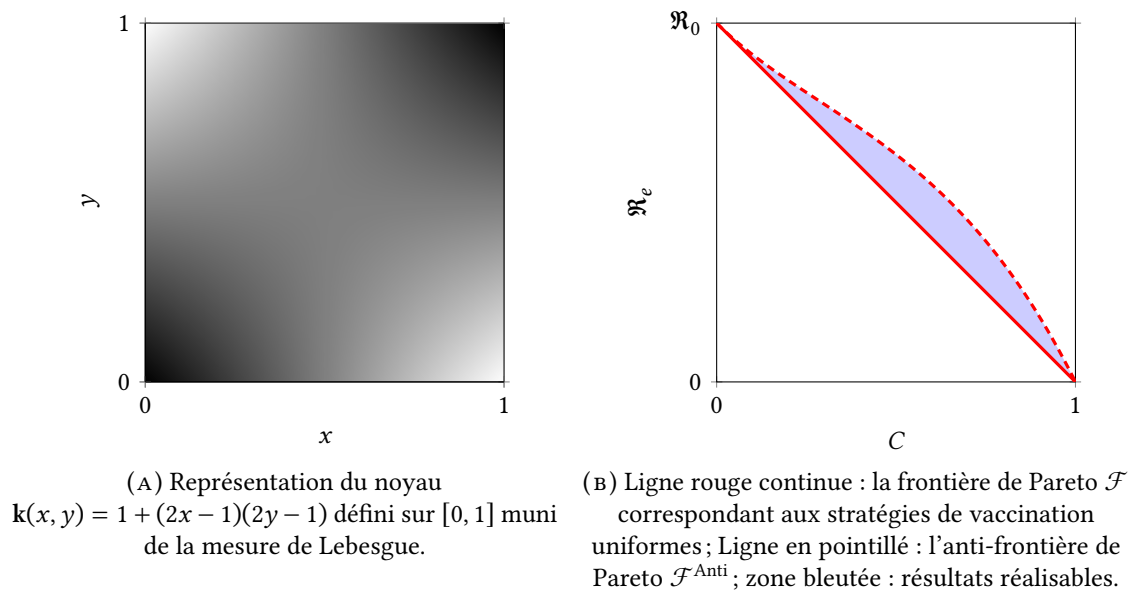 1
y
0
0
1
x
(A) Représentation du noyau
k(x, y) = 1 + (2x − 1)(2y − 1) défini sur [0, 1] muni
de la mesure de Lebesgue.
ℜ₀
ℜₑ
0
0
1
C
(B) Ligne rouge continue : la frontière de Pareto ℱ
correspondant aux stratégies de vaccination
uniformes ; Ligne en pointillé : l'anti-frontière de
Pareto ℱ^Anti ; zone bleutée : résultats réalisables.